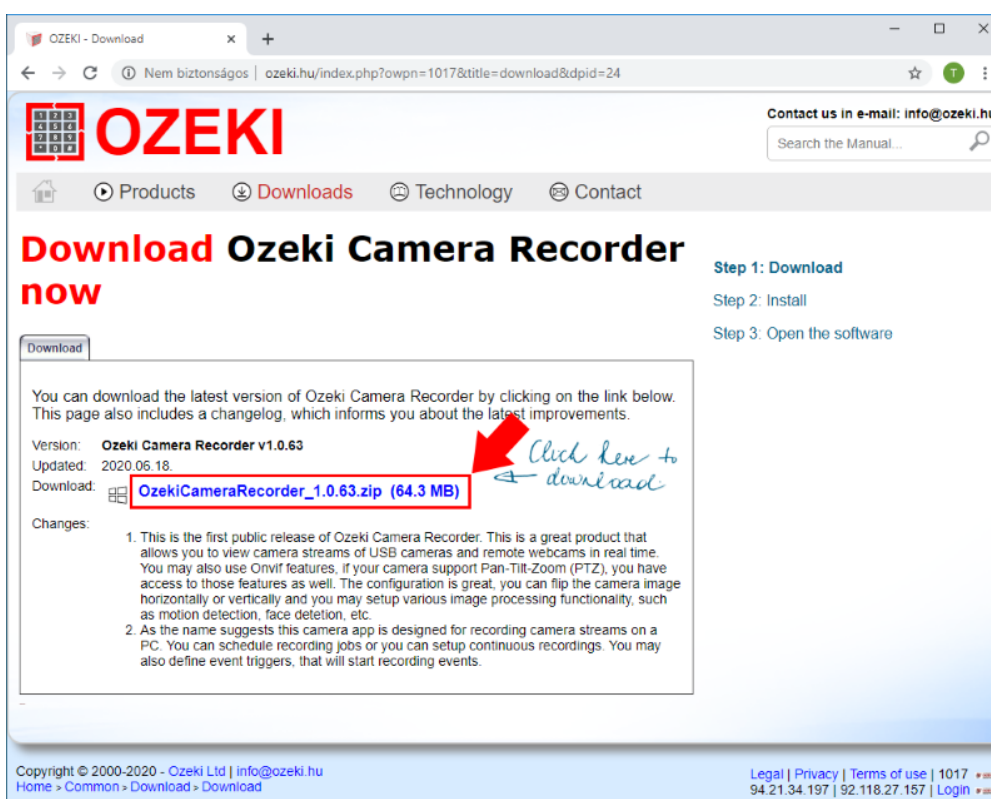 OZEKI - Download
Nem biztonságos | ozeki.hu/index.php?owpn=1017&title=download&dpid=24
T
Contact us in e-mail: info@ozeki.hu
1 2 3
4 5 6
7 8 9
* 0 #
OZEKI
Search the Manual...
Products Downloads Technology Contact
Download Ozeki Camera Recorder
now
Step 1: Download
Step 2: Install
Step 3: Open the software
Download
You can download the latest version of Ozeki Camera Recorder by clicking on the link below.
This page also includes a changelog, which informs you about the latest improvements.
Version: Ozeki Camera Recorder v1.0.63
Updated: 2020.06.18.
Download: OzekiCameraRecorder_1.0.63.zip (64.3 MB)
Click here to
download
Changes:
1. This is the first public release of Ozeki Camera Recorder. This is a great product that
allows you to view camera streams of USB cameras and remote webcams in real time.
You may also use Onvif features, if your camera support Pan-Tilt-
Zoom (PTZ), you have
access to those features as well. The configuration is great, you can flip the camera image
horizontally or vertically and you may setup various image processing functionality, such
as motion detection, face detetion, etc.
2. As the name suggests this camera app is designed for recording camera streams on a
PC. You can schedule recording jobs or you can setup continuous recordings. You may
also define event triggers, that will start recording events.
Copyright © 2000-2020 - Ozeki Ltd | info@ozeki.hu
Home > Common > Download > Download
Legal | Privacy | Terms of use | 1017
94.21.34.197 | 92.118.27.157 | Login